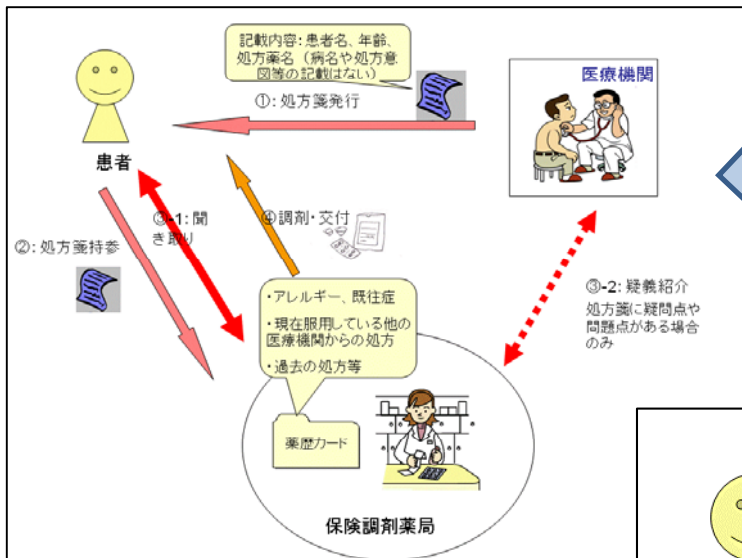 記載内容:患者名、年齢、
処方薬名(病名や処方意
図等の記載はない)
①:処方箋発行
医療機関
患者
②:処方箋持参
③-1:聞
き取り
④調剤・交付
③-2:疑義紹介
処方箋に疑問点や
問題点がある場合
のみ
・アレルギー、既往症
・現在服用している他の
医療機関からの処方
・過去の処方等
薬歴カード
保険調剤薬局